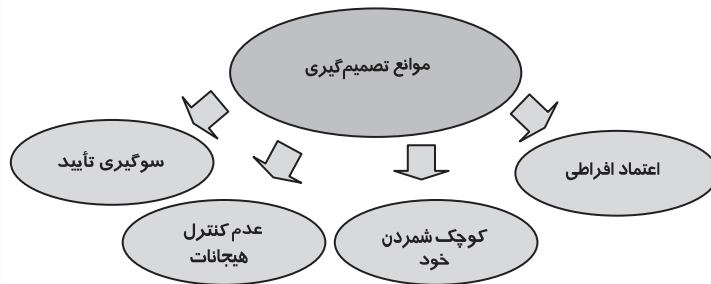 موانع تصمیم‌گیری
اعتماد افراطی
کوچک شمردن
خود
عدم کنترل
هیجانات
سوگیری تأیید